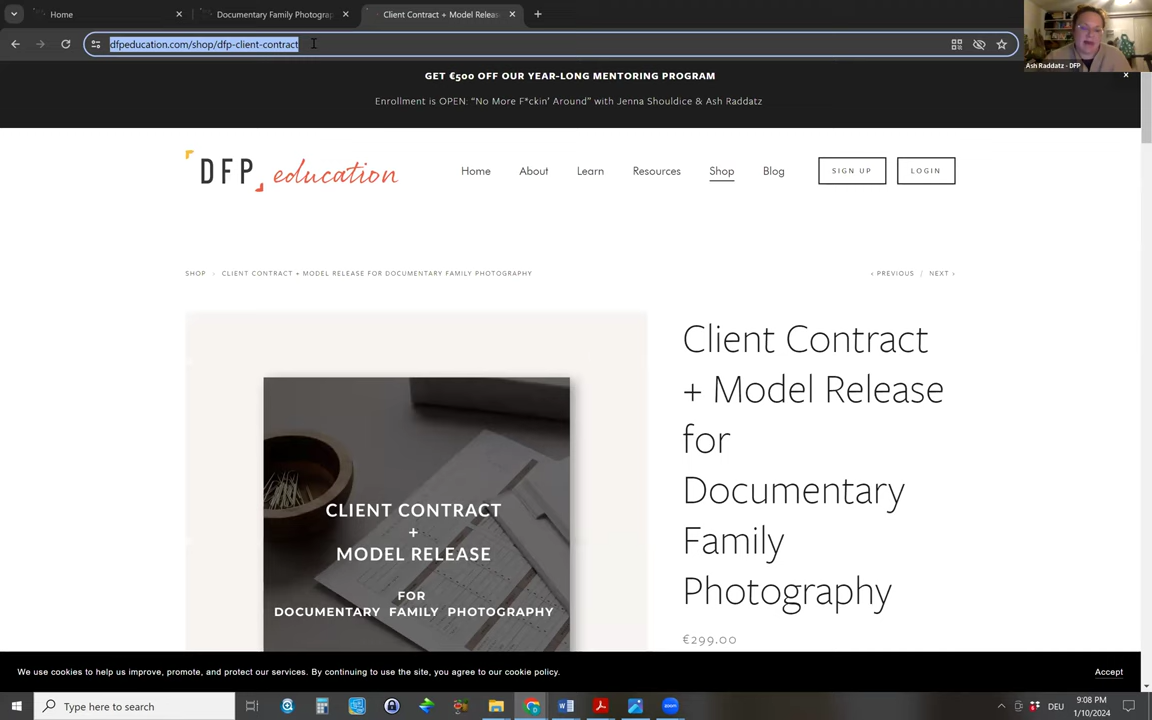 Home
Documentary Family Photograp
Client Contract + Model Releas
dfpeducation.com/shop/dfp-client-contract
Ash Raddatz - DFP
GET €500 OFF OUR YEAR-LONG MENTORING PROGRAM
Enrollment is OPEN: “No More F*ckin’ Around” with Jenna Shouldice & Ash Raddatz
DFP education
Home
About
Learn
Resources
Shop
Blog
SIGN UP
LOGIN
SHOP › CLIENT CONTRACT + MODEL RELEASE FOR DOCUMENTARY FAMILY PHOTOGRAPHY
‹ PREVIOUS / NEXT ›
CLIENT CONTRACT
+
MODEL RELEASE
FOR
DOCUMENTARY FAMILY PHOTOGRAPHY
Client Contract
+ Model Release
for
Documentary
Family
Photography
€299.00
We use cookies to help us improve, promote, and protect our services. By continuing to use the site, you agree to our cookie policy.
Accept
Type here to search
zoom
DEU
9:08 PM
1/10/2024